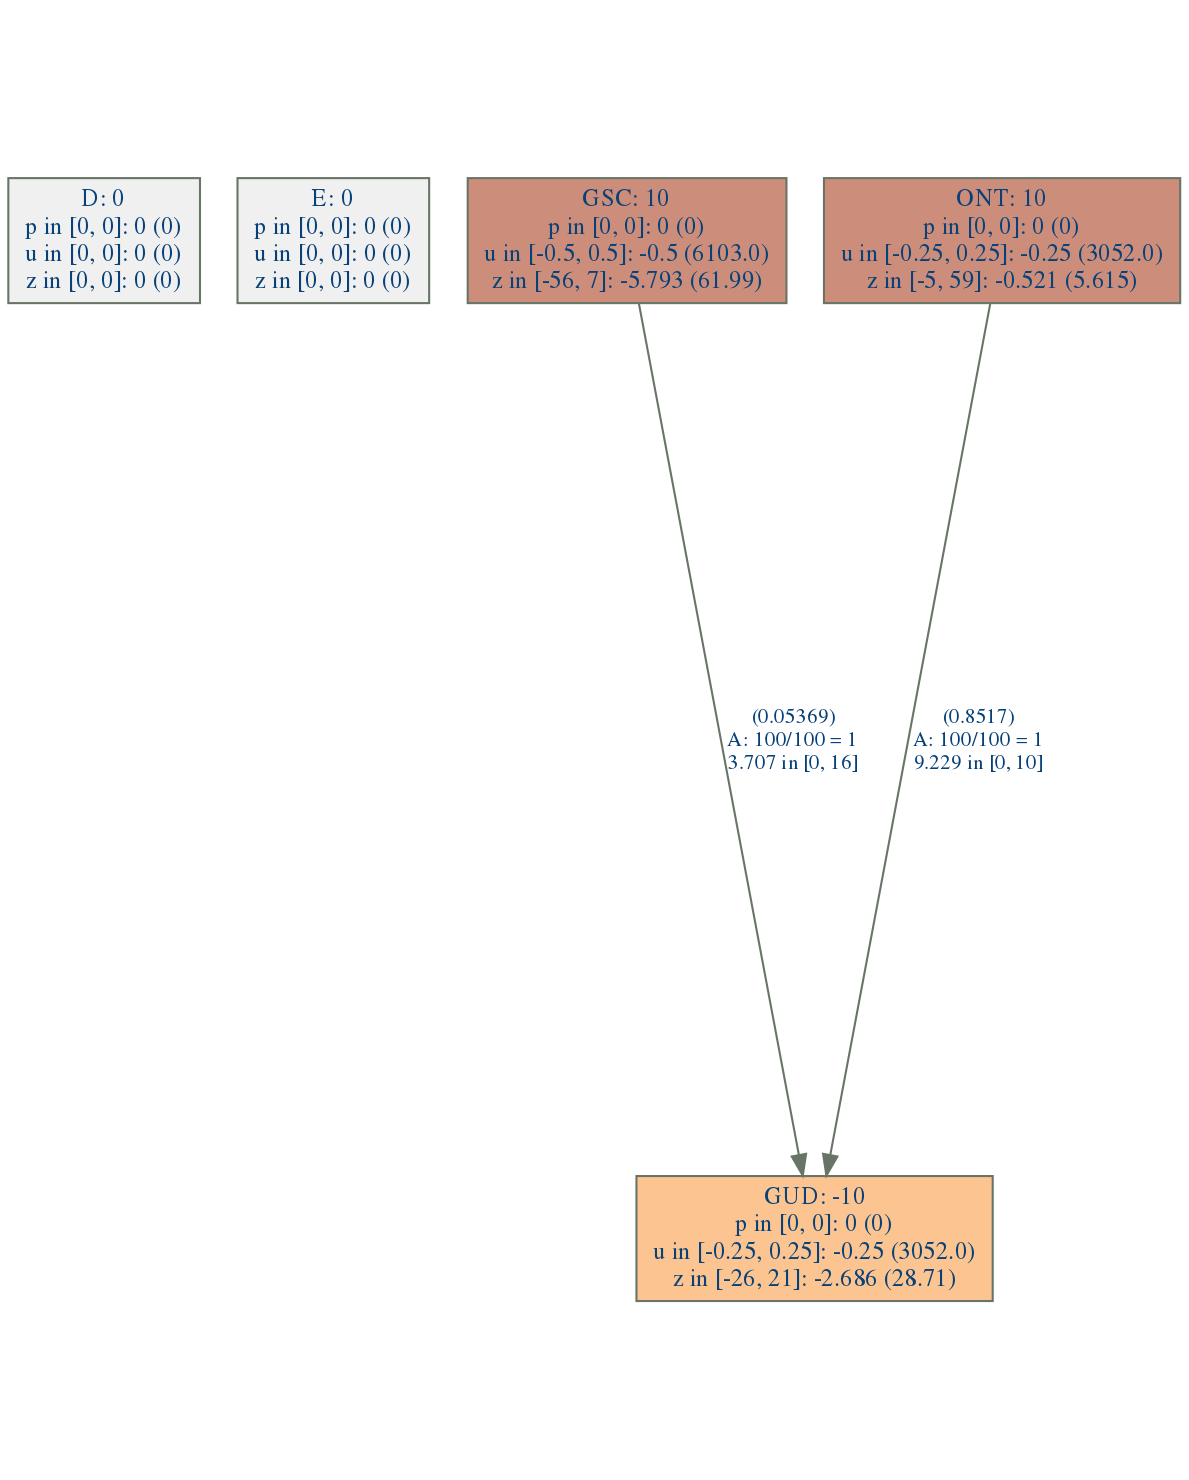 D: 0
p in [0, 0]: 0 (0)
u in [0, 0]: 0 (0)
z in [0, 0]: 0 (0)
E: 0
p in [0, 0]: 0 (0)
u in [0, 0]: 0 (0)
z in [0, 0]: 0 (0)
GSC: 10
p in [0, 0]: 0 (0)
u in [-0.5, 0.5]: -0.5 (6103.0)
z in [-56, 7]: -5.793 (61.99)
ONT: 10
p in [0, 0]: 0 (0)
u in [-0.25, 0.25]: -0.25 (3052.0)
z in [-5, 59]: -0.521 (5.615)
(0.05369)
A: 100/100 = 1
3.707 in [0, 16]
(0.8517)
A: 100/100 = 1
9.229 in [0, 10]
GUD: -10
p in [0, 0]: 0 (0)
u in [-0.25, 0.25]: -0.25 (3052.0)
z in [-26, 21]: -2.686 (28.71)